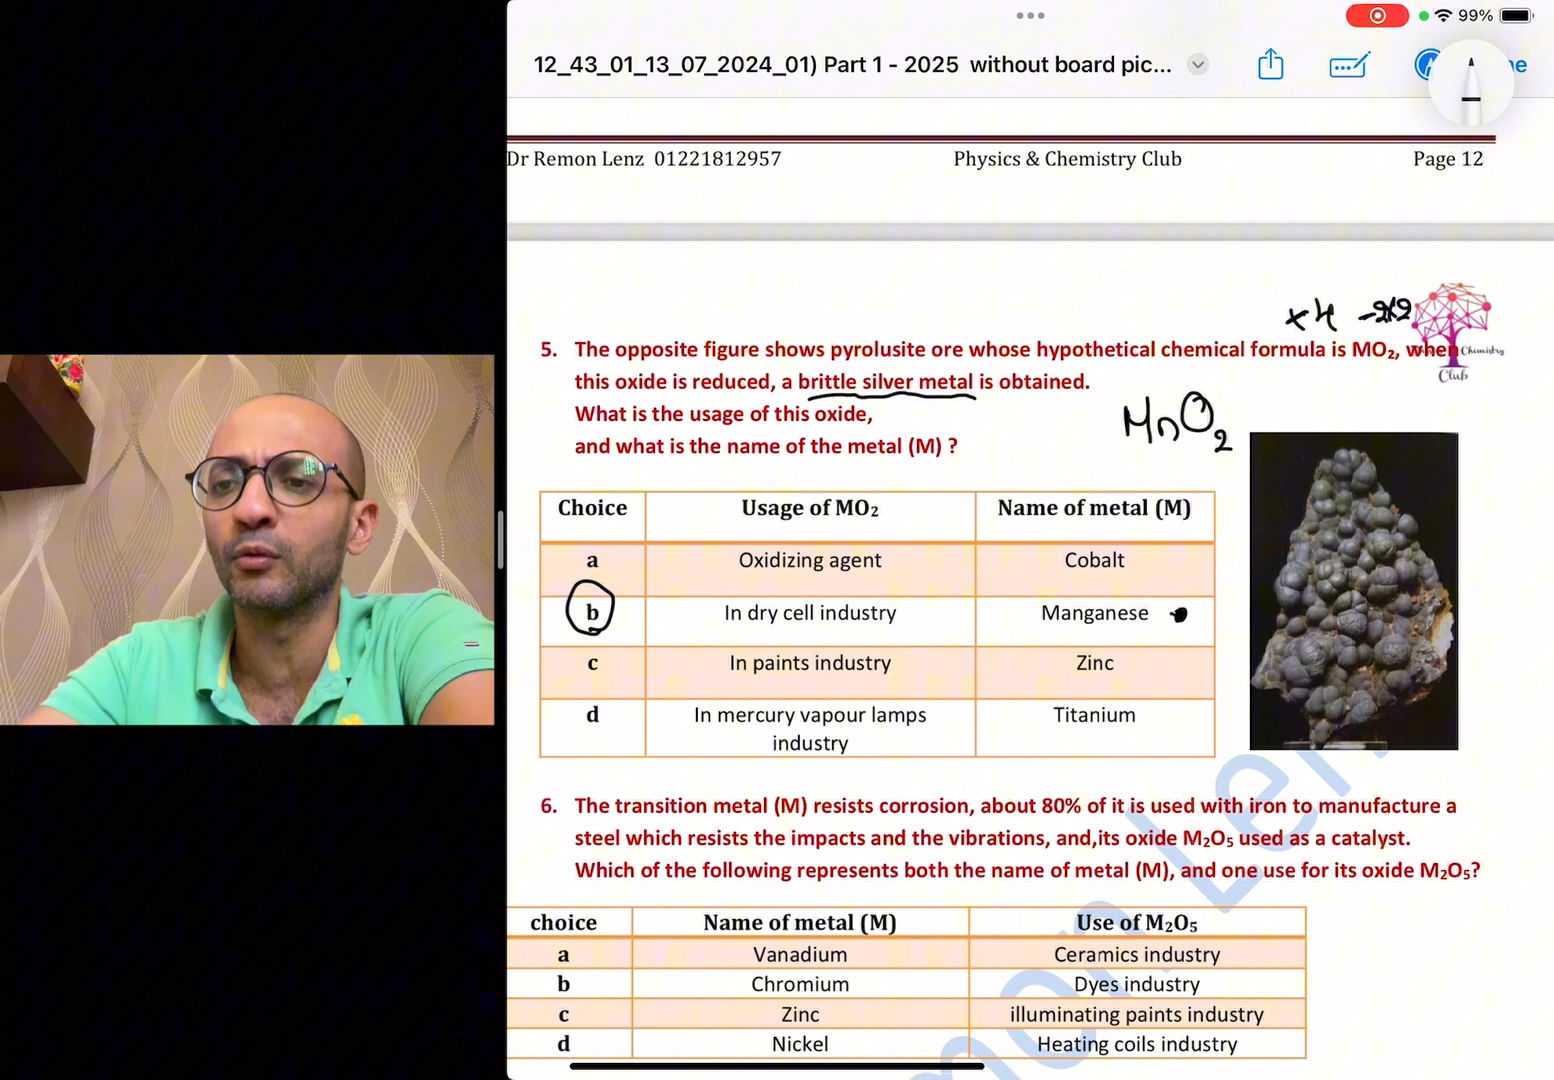 99%
12_43_01_13_07_2024_01) Part 1 - 2025 without board pic...
Dr Remon Lenz 01221812957 Physics & Chemistry Club Page 12
+4 -2x2
5. The opposite figure shows pyrolusite ore whose hypothetical chemical formula is MO₂, when
Chemistry
this oxide is reduced, a brittle silver metal is obtained.
Club
What is the usage of this oxide,
MnO₂
and what is the name of the metal (M) ?
Choice Usage of MO₂ Name of metal (M)
a Oxidizing agent Cobalt
b In dry cell industry Manganese
c In paints industry Zinc
d In mercury vapour lamps industry Titanium
6. The transition metal (M) resists corrosion, about 80% of it is used with iron to manufacture a
steel which resists the impacts and the vibrations, and,its oxide M₂O₅ used as a catalyst.
Which of the following represents both the name of metal (M), and one use for its oxide M₂O₅?
choice Name of metal (M) Use of M₂O₅
a Vanadium Ceramics industry
b Chromium Dyes industry
c Zinc illuminating paints industry
d Nickel Heating coils industry